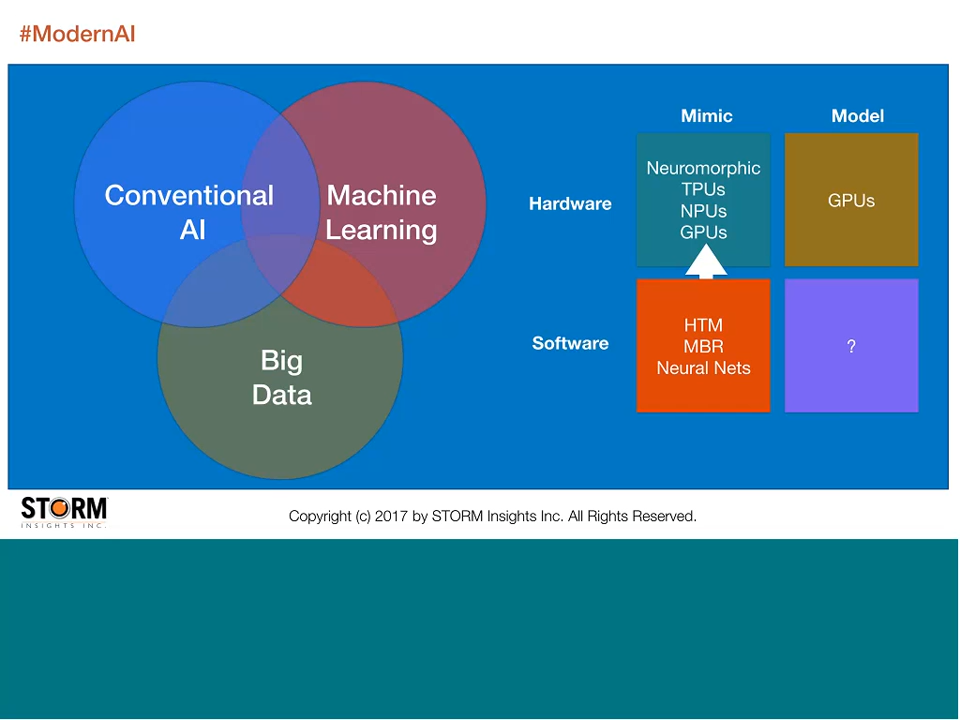 #ModernAI
Conventional
AI
Machine
Learning
Big
Data
Mimic
Model
Hardware
Neuromorphic
TPUs
NPUs
GPUs
GPUs
Software
HTM
MBR
Neural Nets
?
STORM
INSIGHTS INC.
Copyright (c) 2017 by STORM Insights Inc. All Rights Reserved.